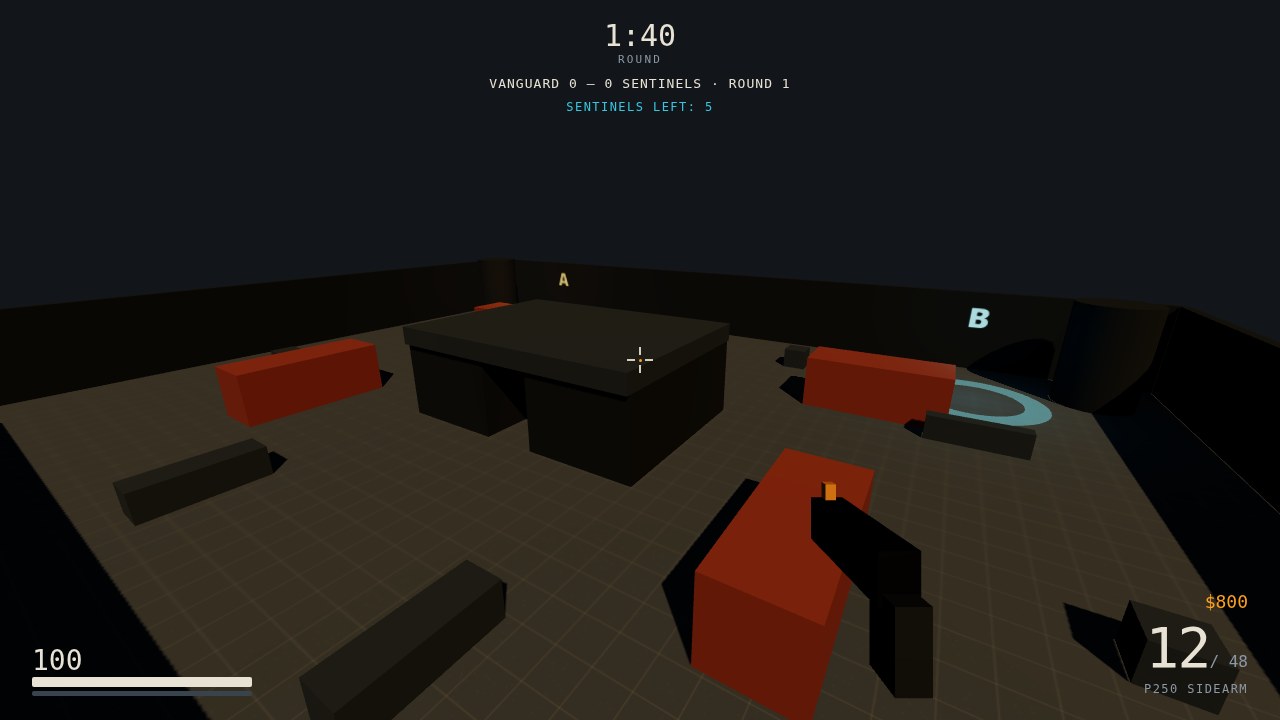 1:40
ROUND
VANGUARD 0 — 0 SENTINELS · ROUND 1
SENTINELS LEFT: 5
A
B
$800
100
12 / 48
P250 SIDEARM